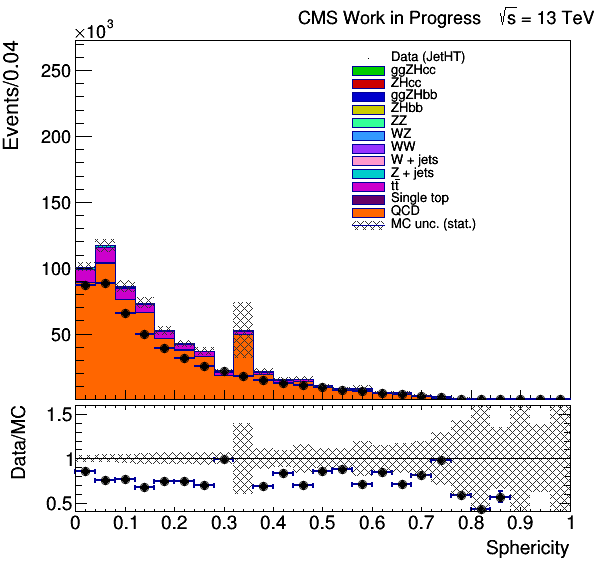 CMS Work in Progress √s = 13 TeV
×10³
Events/0.04
250
200
150
100
50
Data (JetHT)
ggZHcc
ZHcc
ggZHbb
ZHbb
ZZ
WZ
WW
W + jets
Z + jets
tt̄
Single top
QCD
MC unc. (stat.)
Data/MC
1.5
1
0.5
0 0.1 0.2 0.3 0.4 0.5 0.6 0.7 0.8 0.9 1
Sphericity